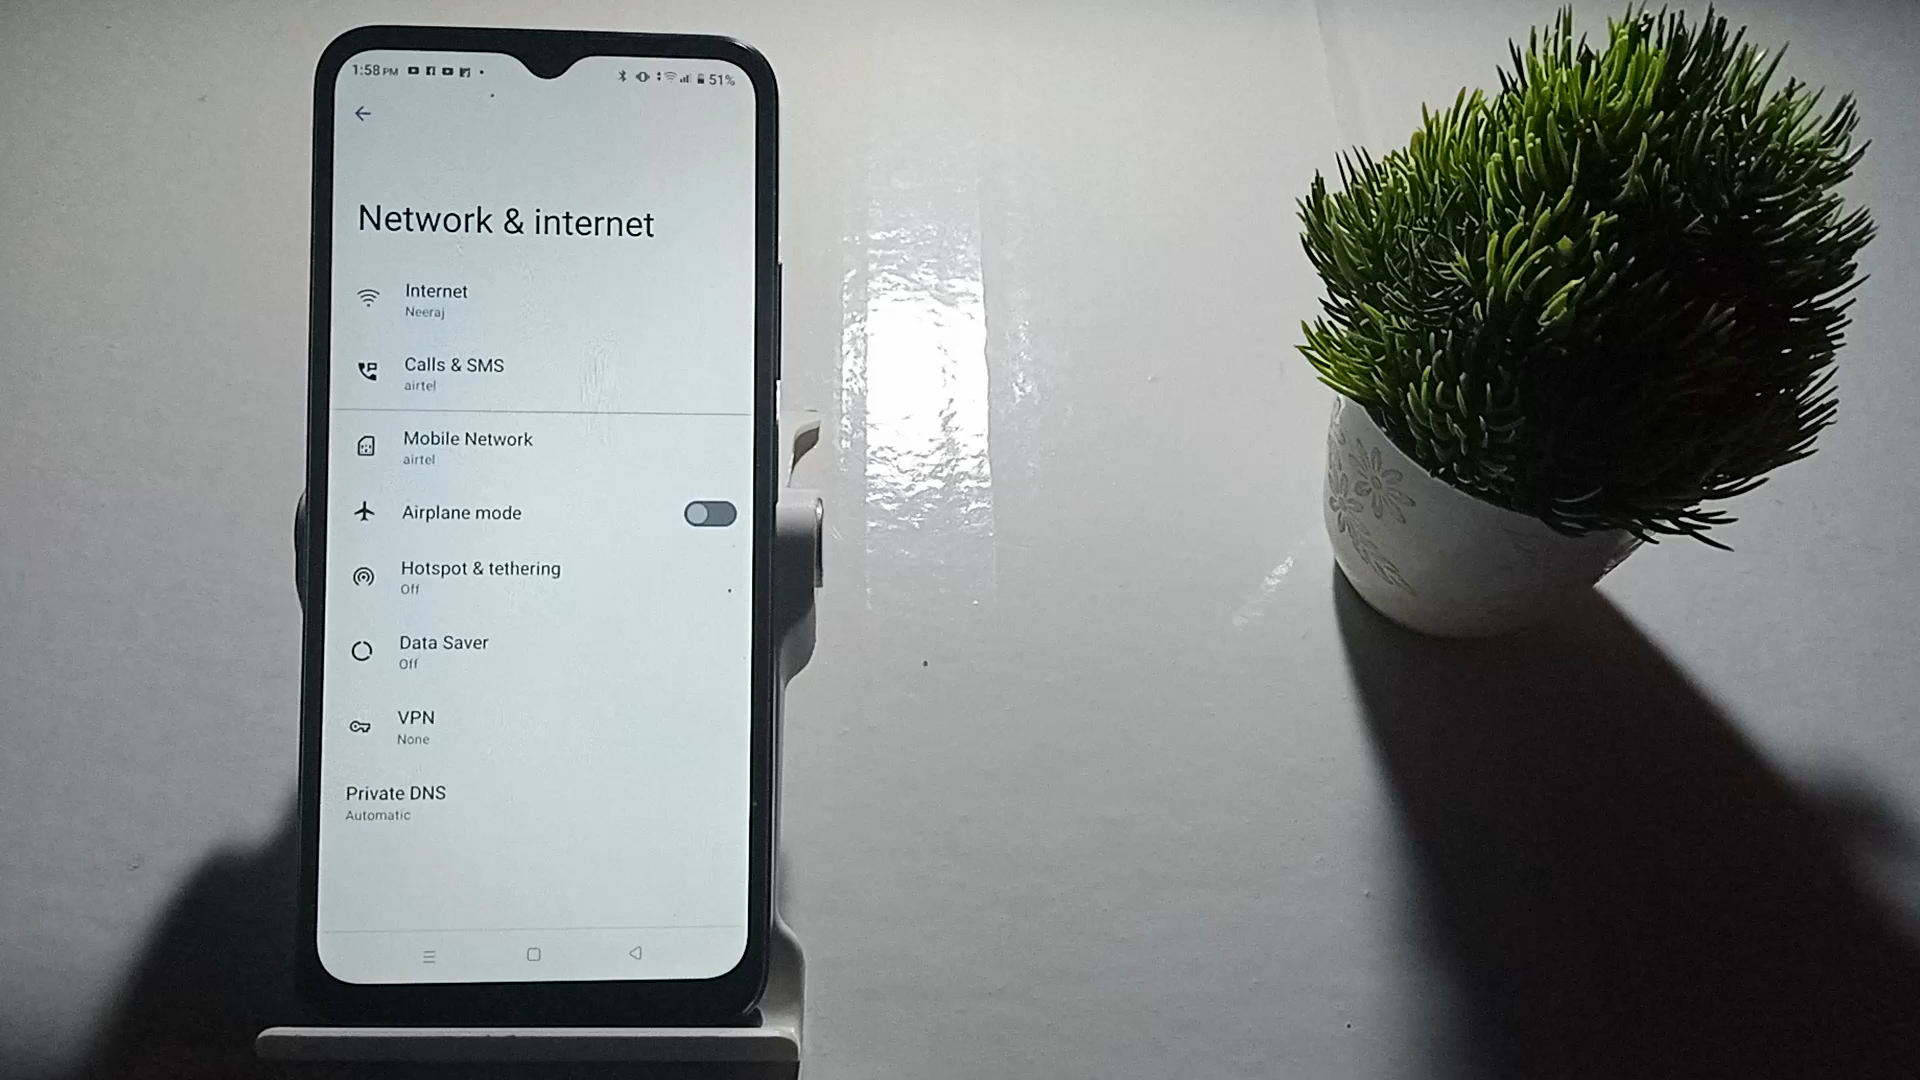 1:58 PM
51%
Network & internet
Internet
Neeraj
Calls & SMS
airtel
Mobile Network
airtel
Airplane mode
Hotspot & tethering
Off
Data Saver
Off
VPN
None
Private DNS
Automatic